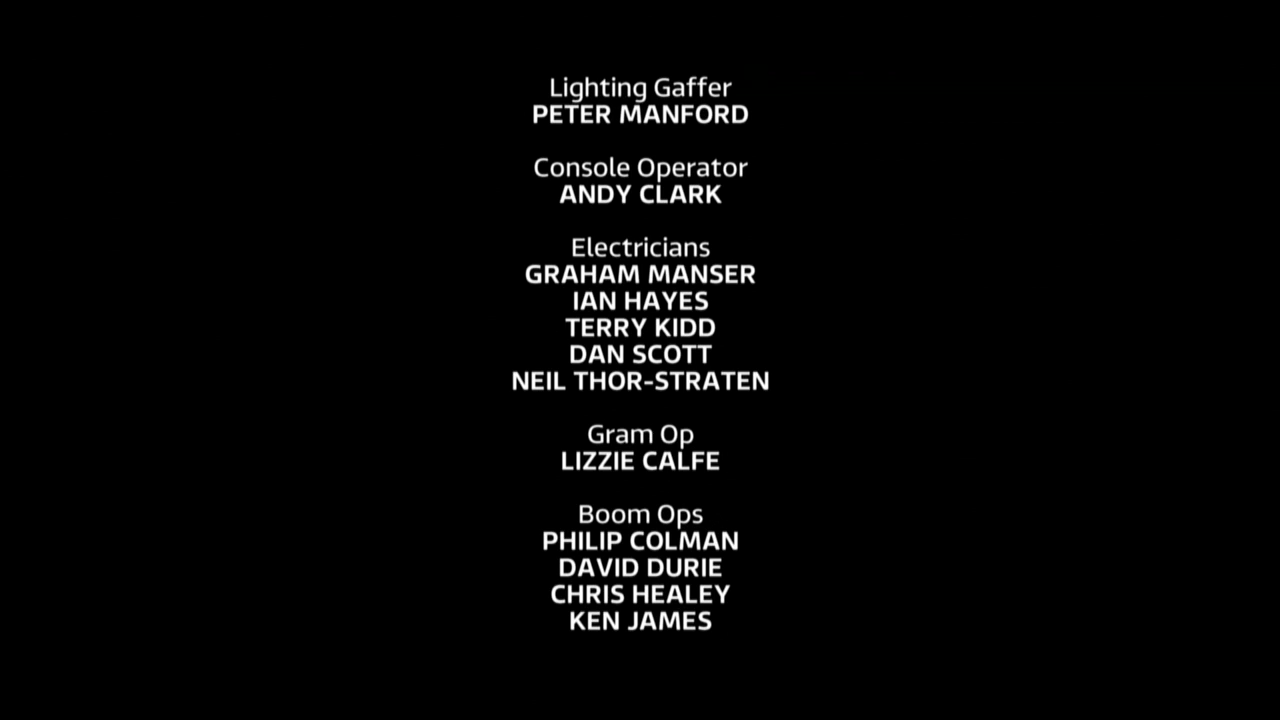 Lighting Gaffer
PETER MANFORD
Console Operator
ANDY CLARK
Electricians
GRAHAM MANSER
IAN HAYES
TERRY KIDD
DAN SCOTT
NEIL THOR-STRATEN
Gram Op
LIZZIE CALFE
Boom Ops
PHILIP COLMAN
DAVID DURIE
CHRIS HEALEY
KEN JAMES